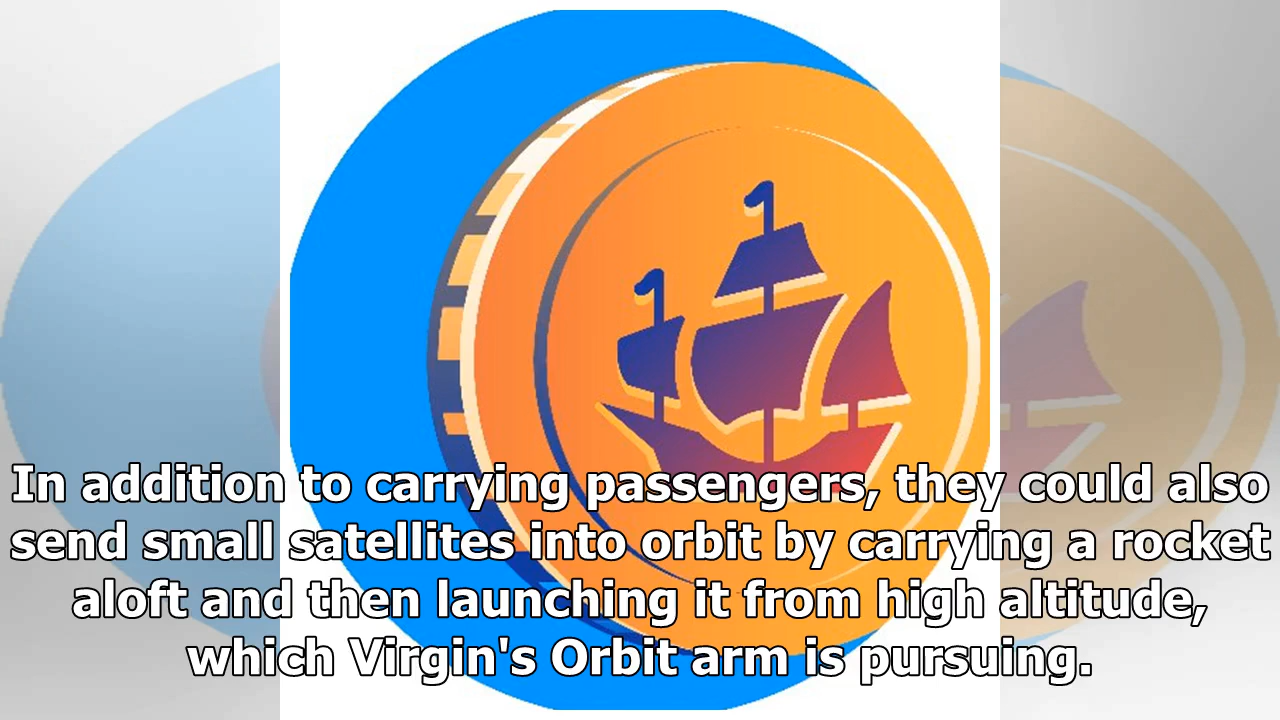 In addition to carrying passengers, they could also
send small satellites into orbit by carrying a rocket
aloft and then launching it from high altitude,
which Virgin's Orbit arm is pursuing.